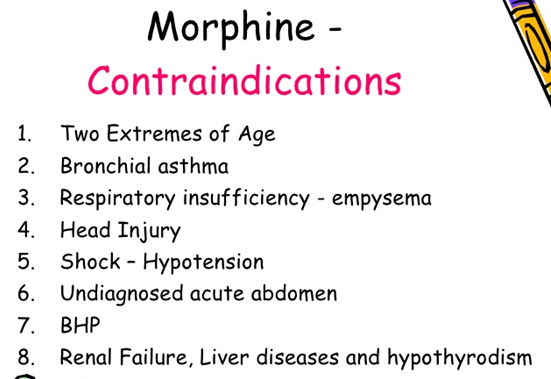 Morphine -
Contraindications
1. Two Extremes of Age
2. Bronchial asthma
3. Respiratory insufficiency - empysema
4. Head Injury
5. Shock – Hypotension
6. Undiagnosed acute abdomen
7. BHP
8. Renal Failure, Liver diseases and hypothyrodism